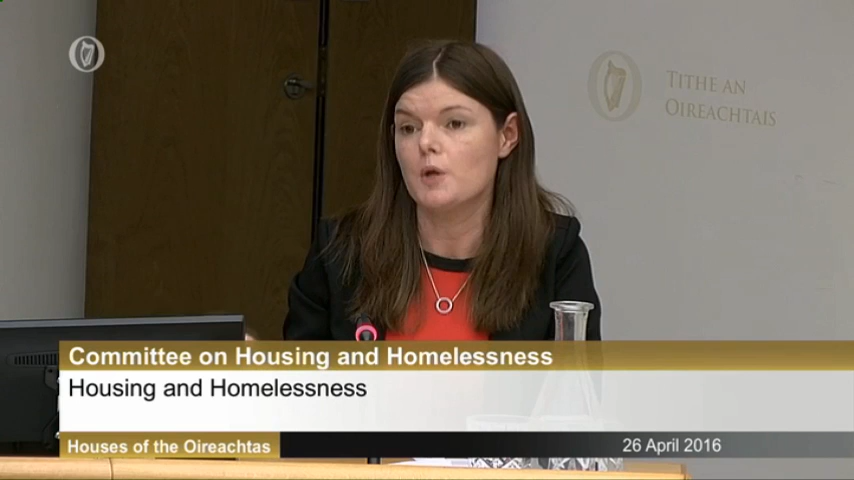 TITHE AN
OIREACHTAIS
Committee on Housing and Homelessness
Housing and Homelessness
Houses of the Oireachtas
26 April 2016